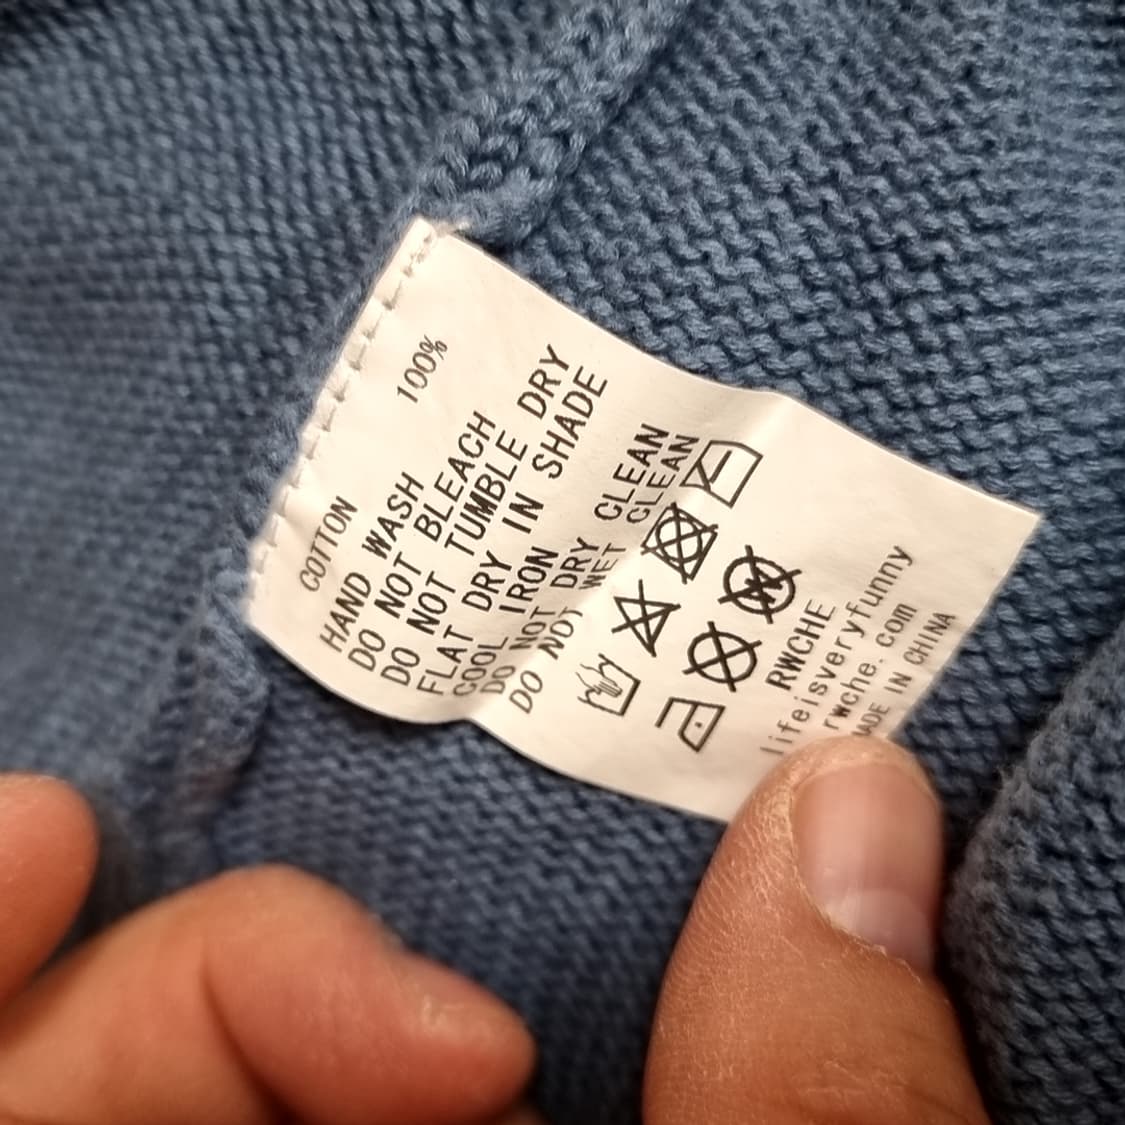 COTTON 100%
HAND WASH
DO NOT BLEACH
DO NOT TUMBLE DRY
FLAT DRY IN SHADE
COOL IRON
DO NOT DRY CLEAN
DO NOT WET CLEAN
W
RWCHE
lifeisveryfunny
rwche.com
MADE IN CHINA